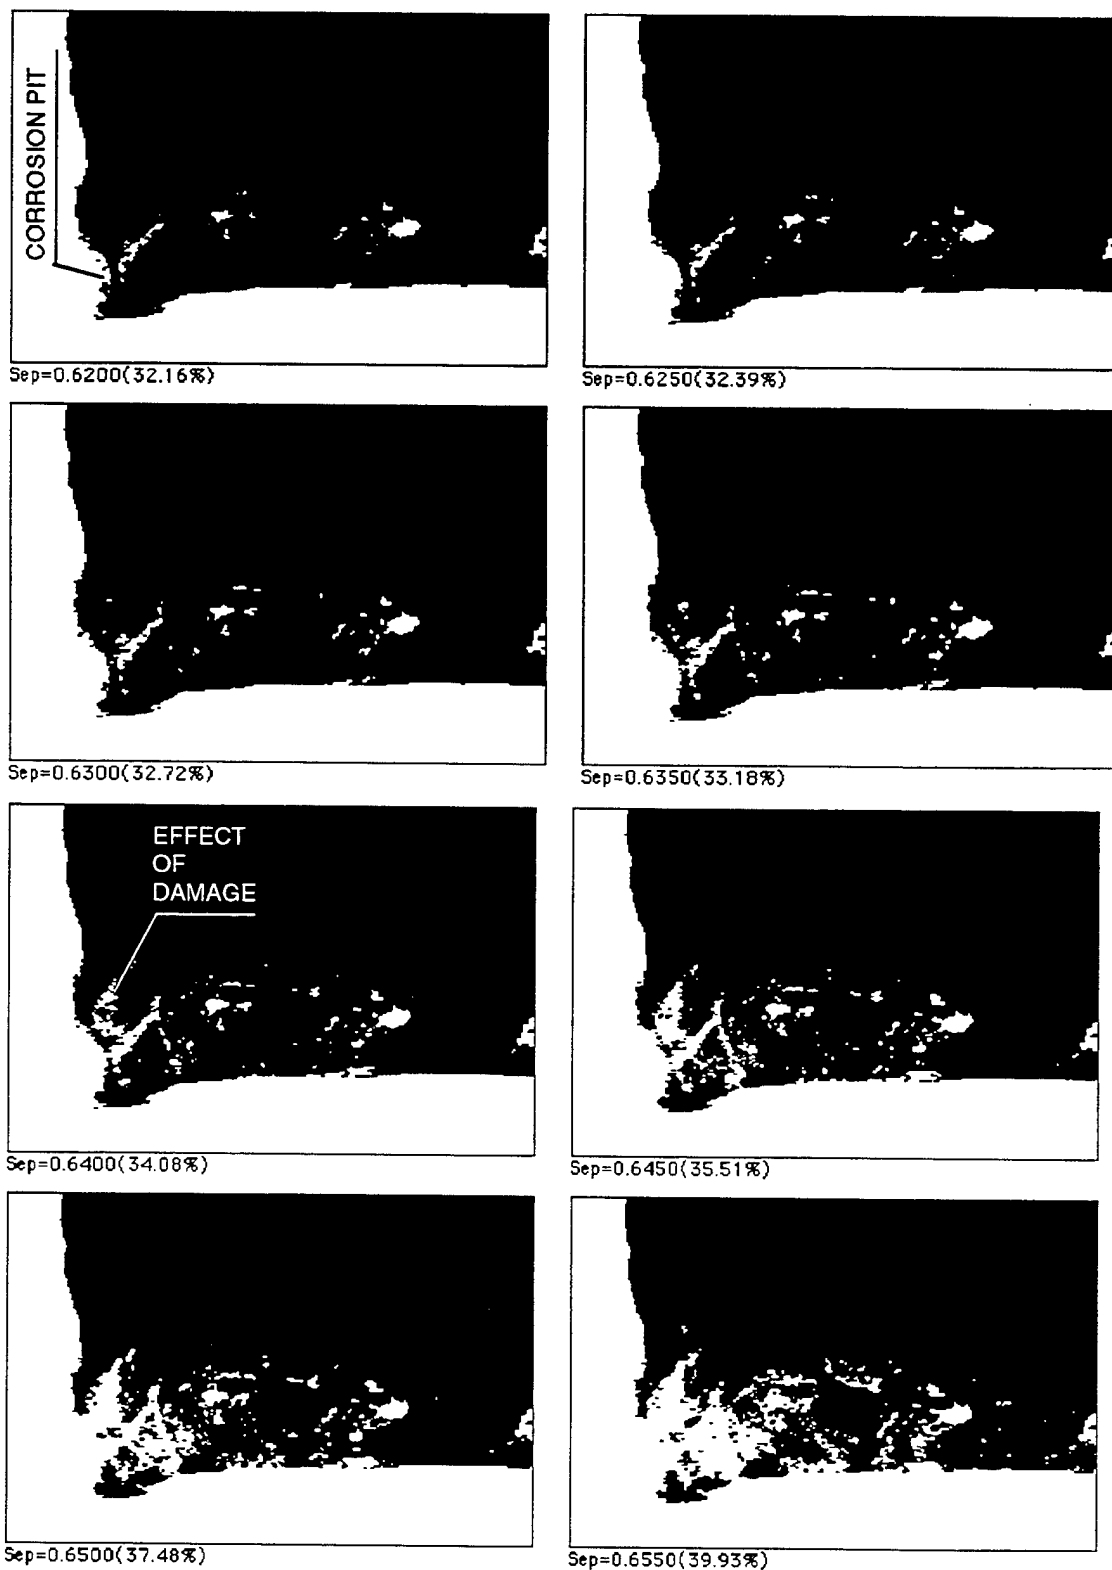 CORROSION PIT
Sep=0.6200(32.16%)
Sep=0.6250(32.39%)
Sep=0.6300(32.72%)
Sep=0.6350(33.18%)
EFFECT
OF
DAMAGE
Sep=0.6400(34.08%)
Sep=0.6450(35.51%)
Sep=0.6500(37.48%)
Sep=0.6550(39.93%)